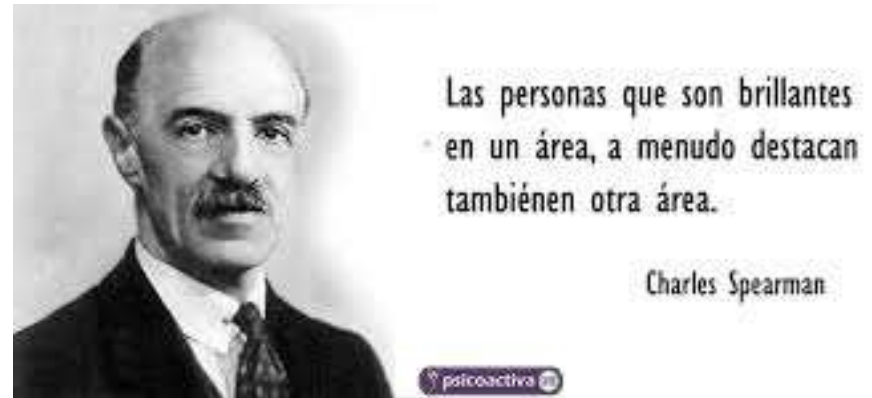 Las personas que son brillantes
en un área, a menudo destacan
tambiénen otra área.
Charles Spearman
psicoactiva